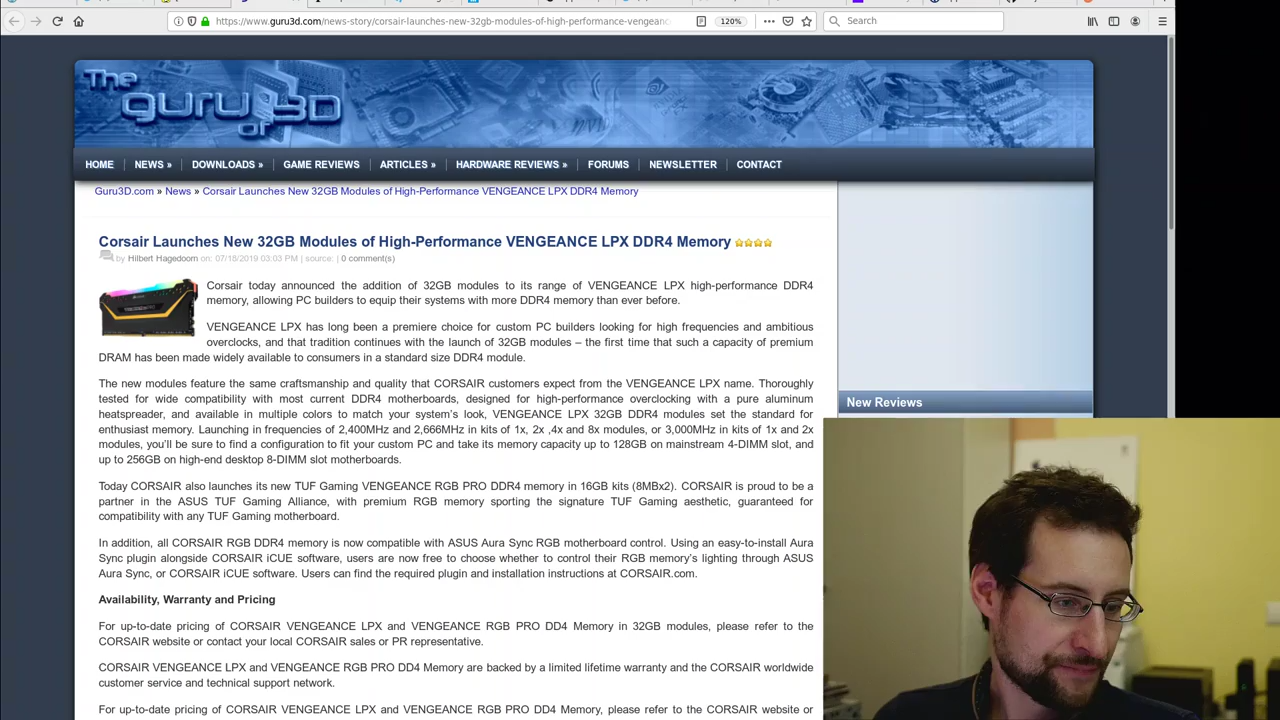 https://www.guru3d.com/news-story/corsair-launches-new-32gb-modules-of-high-performance-vengeanc
120%
Search
The guru of 3D
HOME NEWS » DOWNLOADS » GAME REVIEWS ARTICLES » HARDWARE REVIEWS » FORUMS NEWSLETTER CONTACT
Guru3D.com » News » Corsair Launches New 32GB Modules of High-Performance VENGEANCE LPX DDR4 Memory
Corsair Launches New 32GB Modules of High-Performance VENGEANCE LPX DDR4 Memory
by Hilbert Hagedoorn on: 07/18/2019 03:03 PM | source: | 0 comment(s)
Corsair today announced the addition of 32GB modules to its range of VENGEANCE LPX high-performance DDR4
memory, allowing PC builders to equip their systems with more DDR4 memory than ever before.
VENGEANCE LPX has long been a premiere choice for custom PC builders looking for high frequencies and ambitious
overclocks, and that tradition continues with the launch of 32GB modules – the first time that such a capacity of premium
DRAM has been made widely available to consumers in a standard size DDR4 module.
The new modules feature the same craftsmanship and quality that CORSAIR customers expect from the VENGEANCE LPX name. Thoroughly
tested for wide compatibility with most current DDR4 motherboards, designed for high-performance overclocking with a pure aluminum
heatspreader, and available in multiple colors to match your system's look, VENGEANCE LPX 32GB DDR4 modules set the standard for
enthusiast memory. Launching in frequencies of 2,400MHz and 2,666MHz in kits of 1x, 2x ,4x and 8x modules, or 3,000MHz in kits of 1x and 2x
modules, you'll be sure to find a configuration to fit your custom PC and take its memory capacity up to 128GB on mainstream 4-DIMM slot, and
up to 256GB on high-end desktop 8-DIMM slot motherboards.
Today CORSAIR also launches its new TUF Gaming VENGEANCE RGB PRO DDR4 memory in 16GB kits (8MBx2). CORSAIR is proud to be a
partner in the ASUS TUF Gaming Alliance, with premium RGB memory sporting the signature TUF Gaming aesthetic, guaranteed for
compatibility with any TUF Gaming motherboard.
In addition, all CORSAIR RGB DDR4 memory is now compatible with ASUS Aura Sync RGB motherboard control. Using an easy-to-install Aura
Sync plugin alongside CORSAIR iCUE software, users are now free to choose whether to control their RGB memory's lighting through ASUS
Aura Sync, or CORSAIR iCUE software. Users can find the required plugin and installation instructions at CORSAIR.com.
Availability, Warranty and Pricing
For up-to-date pricing of CORSAIR VENGEANCE LPX and VENGEANCE RGB PRO DD4 Memory in 32GB modules, please refer to the
CORSAIR website or contact your local CORSAIR sales or PR representative.
CORSAIR VENGEANCE LPX and VENGEANCE RGB PRO DD4 Memory are backed by a limited lifetime warranty and the CORSAIR worldwide
customer service and technical support network.
For up-to-date pricing of CORSAIR VENGEANCE LPX and VENGEANCE RGB PRO DD4 Memory, please refer to the CORSAIR website or
New Reviews